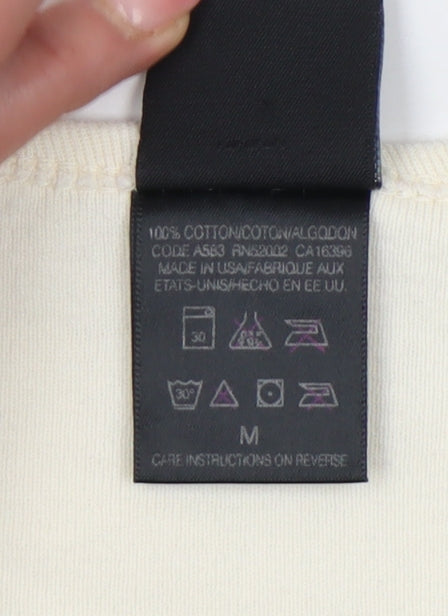 100% COTTON/COTON/ALGODON
CODE A583 RN52002 CA16396
MADE IN USA/FABRIQUE AUX
ETATS-UNIS/HECHO EN EE UU.
30
30°
M
CARE INSTRUCTIONS ON REVERSE